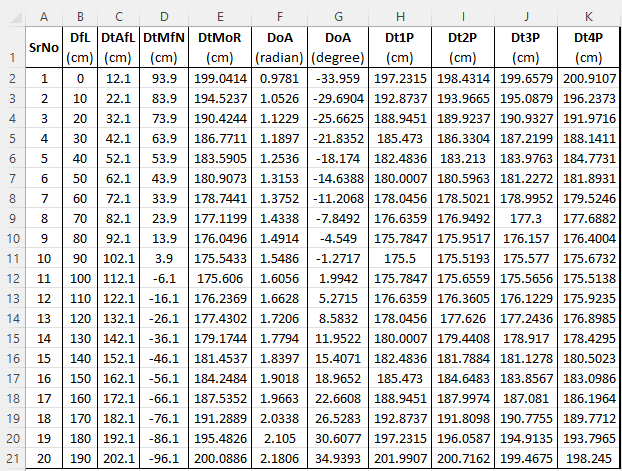 A B C D E F G H I J K
1 SrNo DfL (cm) DtAfL (cm) DtMfN (cm) DtMoR (cm) DoA (radian) DoA (degree) Dt1P (cm) Dt2P (cm) Dt3P (cm) Dt4P (cm)
2 1 0 12.1 93.9 199.0414 0.9781 -33.959 197.2315 198.4314 199.6579 200.9107
3 2 10 22.1 83.9 194.5237 1.0526 -29.6904 192.8737 193.9665 195.0879 196.2373
4 3 20 32.1 73.9 190.4244 1.1229 -25.6625 188.9451 189.9237 190.9327 191.9716
5 4 30 42.1 63.9 186.7711 1.1897 -21.8352 185.473 186.3304 187.2199 188.1411
6 5 40 52.1 53.9 183.5905 1.2536 -18.174 182.4836 183.213 183.9763 184.7731
7 6 50 62.1 43.9 180.9073 1.3153 -14.6388 180.0007 180.5963 181.2272 181.8931
8 7 60 72.1 33.9 178.7441 1.3752 -11.2068 178.0456 178.5021 178.9952 179.5246
9 8 70 82.1 23.9 177.1199 1.4338 -7.8492 176.6359 176.9492 177.3 177.6882
10 9 80 92.1 13.9 176.0496 1.4914 -4.549 175.7847 175.9517 176.157 176.4004
11 10 90 102.1 3.9 175.5433 1.5486 -1.2717 175.5 175.5193 175.577 175.6732
12 11 100 112.1 -6.1 175.606 1.6056 1.9942 175.7847 175.6559 175.5656 175.5138
13 12 110 122.1 -16.1 176.2369 1.6628 5.2715 176.6359 176.3605 176.1229 175.9235
14 13 120 132.1 -26.1 177.4302 1.7206 8.5832 178.0456 177.626 177.2436 176.8985
15 14 130 142.1 -36.1 179.1744 1.7794 11.9522 180.0007 179.4408 178.917 178.4295
16 15 140 152.1 -46.1 181.4537 1.8397 15.4071 182.4836 181.7884 181.1278 180.5023
17 16 150 162.1 -56.1 184.2484 1.9018 18.9652 185.473 184.6483 183.8567 183.0986
18 17 160 172.1 -66.1 187.5352 1.9663 22.6608 188.9451 187.9974 187.081 186.1964
19 18 170 182.1 -76.1 191.2889 2.0338 26.5283 192.8737 191.8098 190.7755 189.7712
20 19 180 192.1 -86.1 195.4826 2.105 30.6077 197.2315 196.0587 194.9135 193.7965
21 20 190 202.1 -96.1 200.0886 2.1806 34.9393 201.9907 200.7162 199.4675 198.245